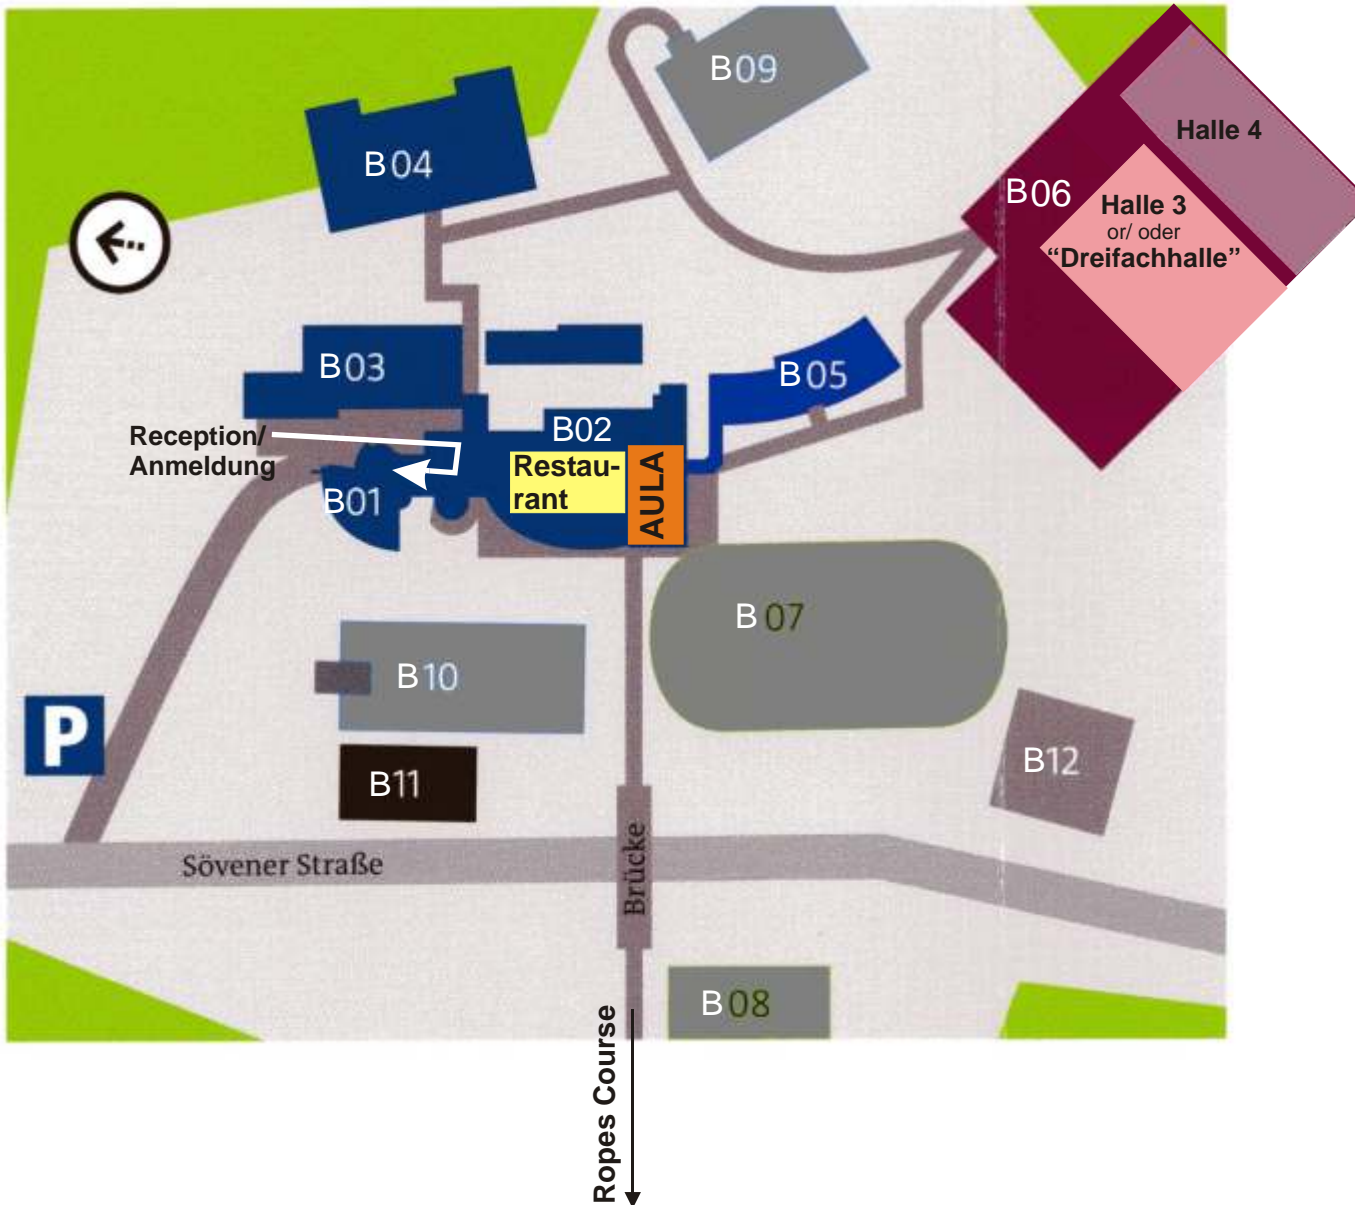 B09
Halle 4
B04
B06
Halle 3
or/ oder
“Dreifachhalle”
B03
B05
Reception/
Anmeldung
B02
Restau-
rant
AULA
B01
B 07
B10
P
B12
B11
Sövener Straße
Brücke
B08
Ropes Course